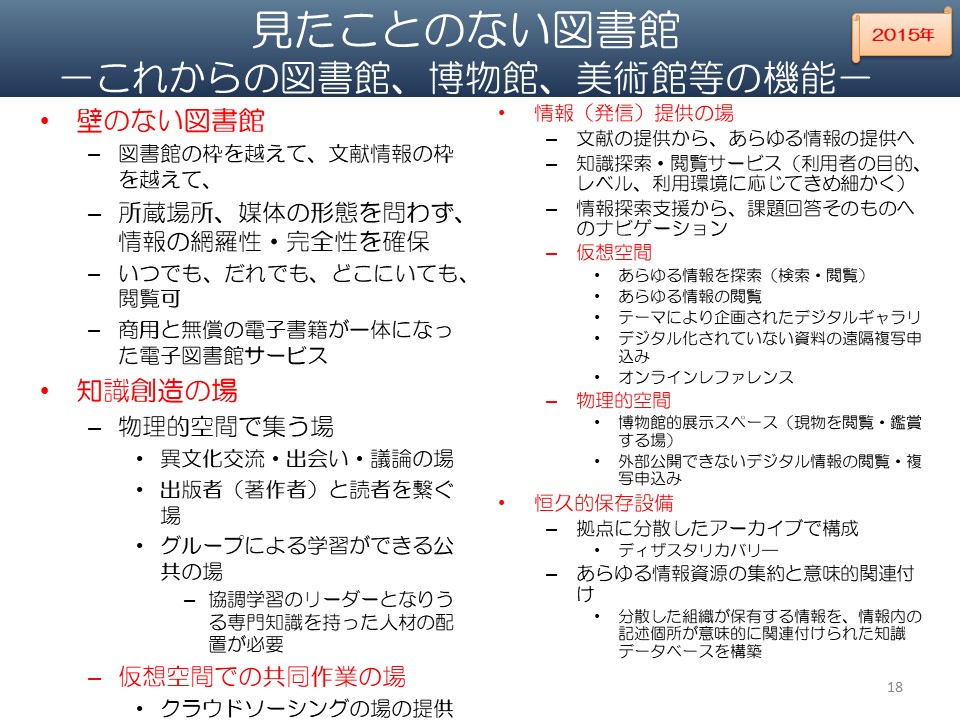 見たことのない図書館
－これからの図書館、博物館、美術館等の機能－
2015年
• 壁のない図書館
– 図書館の枠を越えて、文献情報の枠
を越えて、
– 所蔵場所、媒体の形態を問わず、
情報の網羅性・完全性を確保
– いつでも、だれでも、どこにいても、
閲覧可
– 商用と無償の電子書籍が一体になっ
た電子図書館サービス
• 知識創造の場
– 物理的空間で集う場
• 異文化交流・出会い・議論の場
• 出版者（著作者）と読者を繋ぐ
場
• グループによる学習ができる公
共の場
– 協調学習のリーダーとなりう
る専門知識を持った人材の配
置が必要
– 仮想空間での共同作業の場
• クラウドソーシングの場の提供
• 情報（発信）提供の場
– 文献の提供から、あらゆる情報の提供へ
– 知識探索・閲覧サービス（利用者の目的、
レベル、利用環境に応じてきめ細かく）
– 情報探索支援から、課題回答そのものへ
のナビゲーション
– 仮想空間
• あらゆる情報を探索（検索・閲覧）
• あらゆる情報の閲覧
• テーマにより企画されたデジタルギャラリ
• デジタル化されていない資料の遠隔複写申
込み
• オンラインレファレンス
– 物理的空間
• 博物館的展示スペース（現物を閲覧・鑑賞
する場）
• 外部公開できないデジタル情報の閲覧・複
写申込み
• 恒久的保存設備
– 拠点に分散したアーカイブで構成
• ディザスタリカバリー
– あらゆる情報資源の集約と意味的関連付
け
• 分散した組織が保有する情報を、情報内の
記述個所が意味的に関連付けられた知識
データベースを構築
18